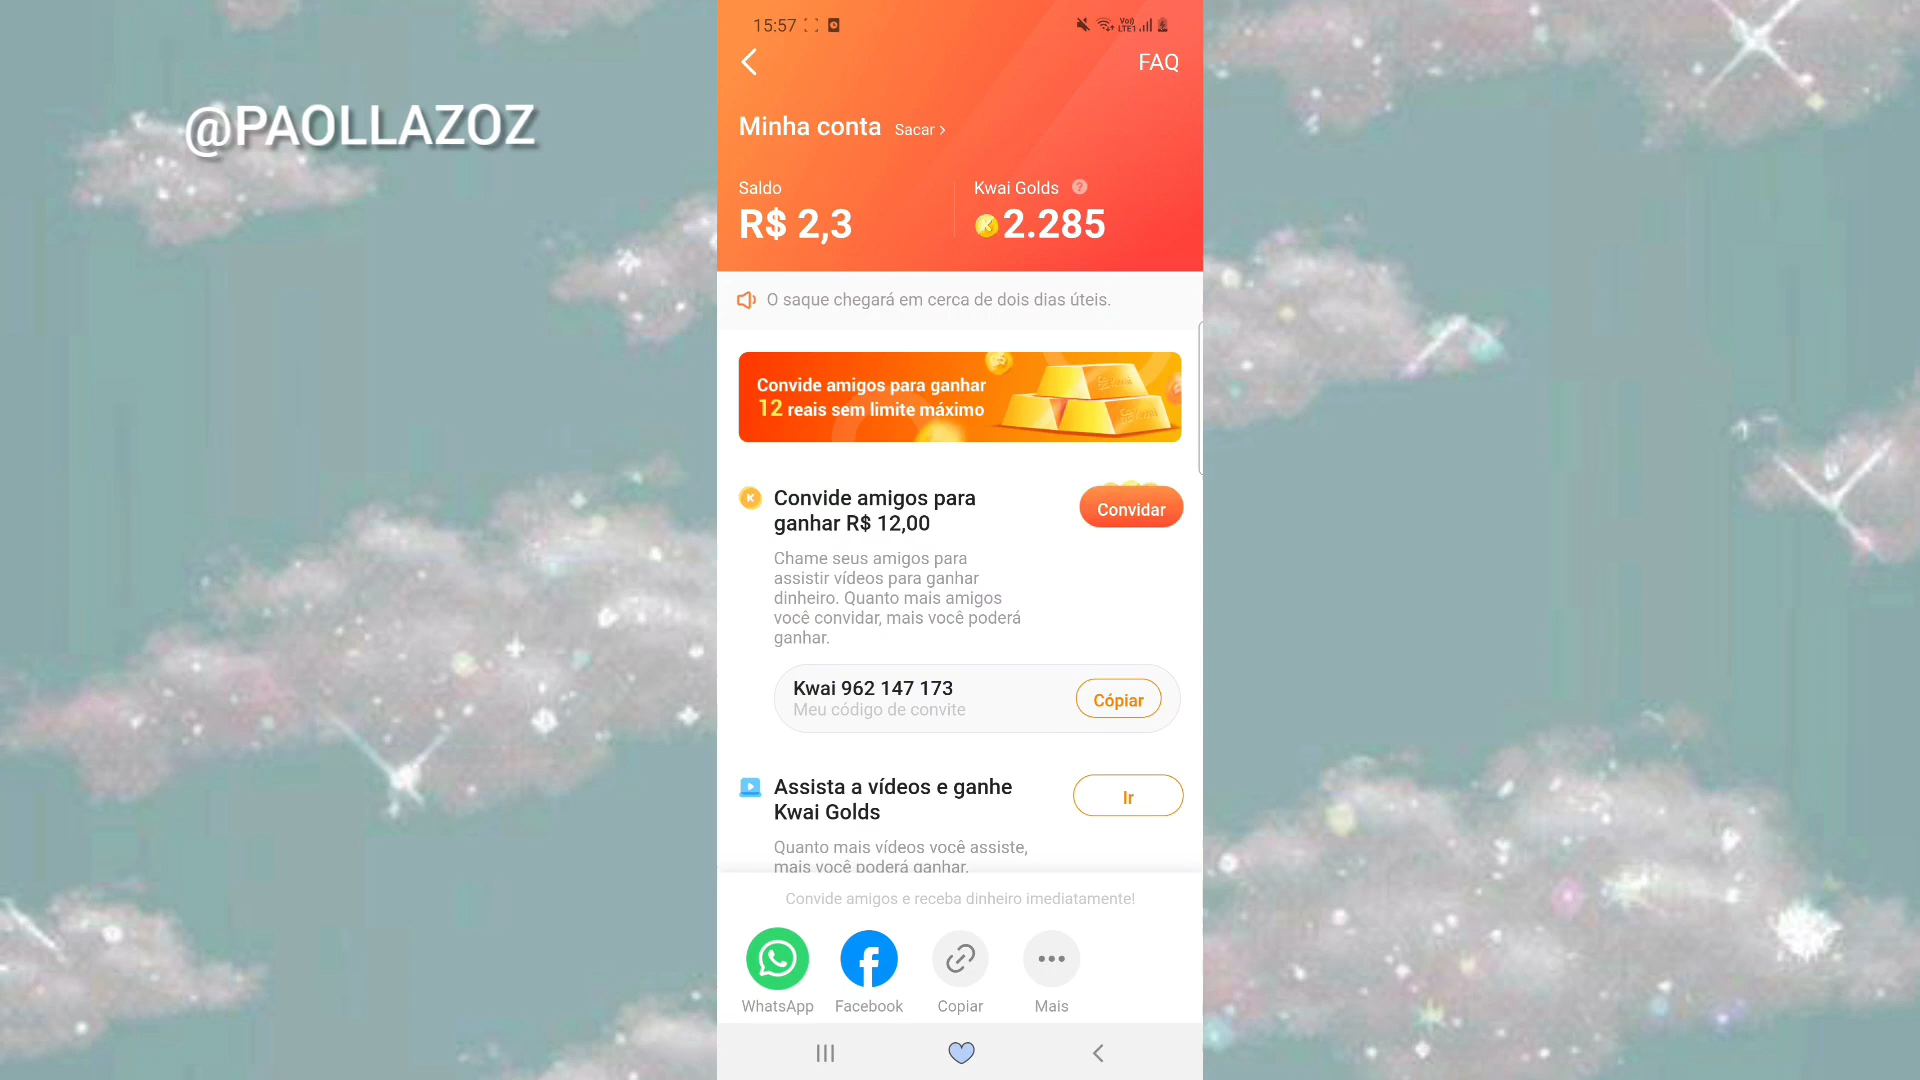 @PAOLLAZOZ
15:57
FAQ
Minha conta Sacar
Saldo
R$ 2,3
Kwai Golds ?
2.285
O saque chegará em cerca de dois dias úteis.
Convide amigos para ganhar
12 reais sem limite máximo
Convide amigos para
ganhar R$ 12,00
Convidar
Chame seus amigos para
assistir vídeos para ganhar
dinheiro. Quanto mais amigos
você convidar, mais você poderá
ganhar.
Kwai 962 147 173
Meu código de convite
Cópiar
Assista a vídeos e ganhe
Kwai Golds
Ir
Quanto mais vídeos você assiste,
mais você poderá ganhar.
Convide amigos e receba dinheiro imediatamente!
WhatsApp
Facebook
Copiar
Mais